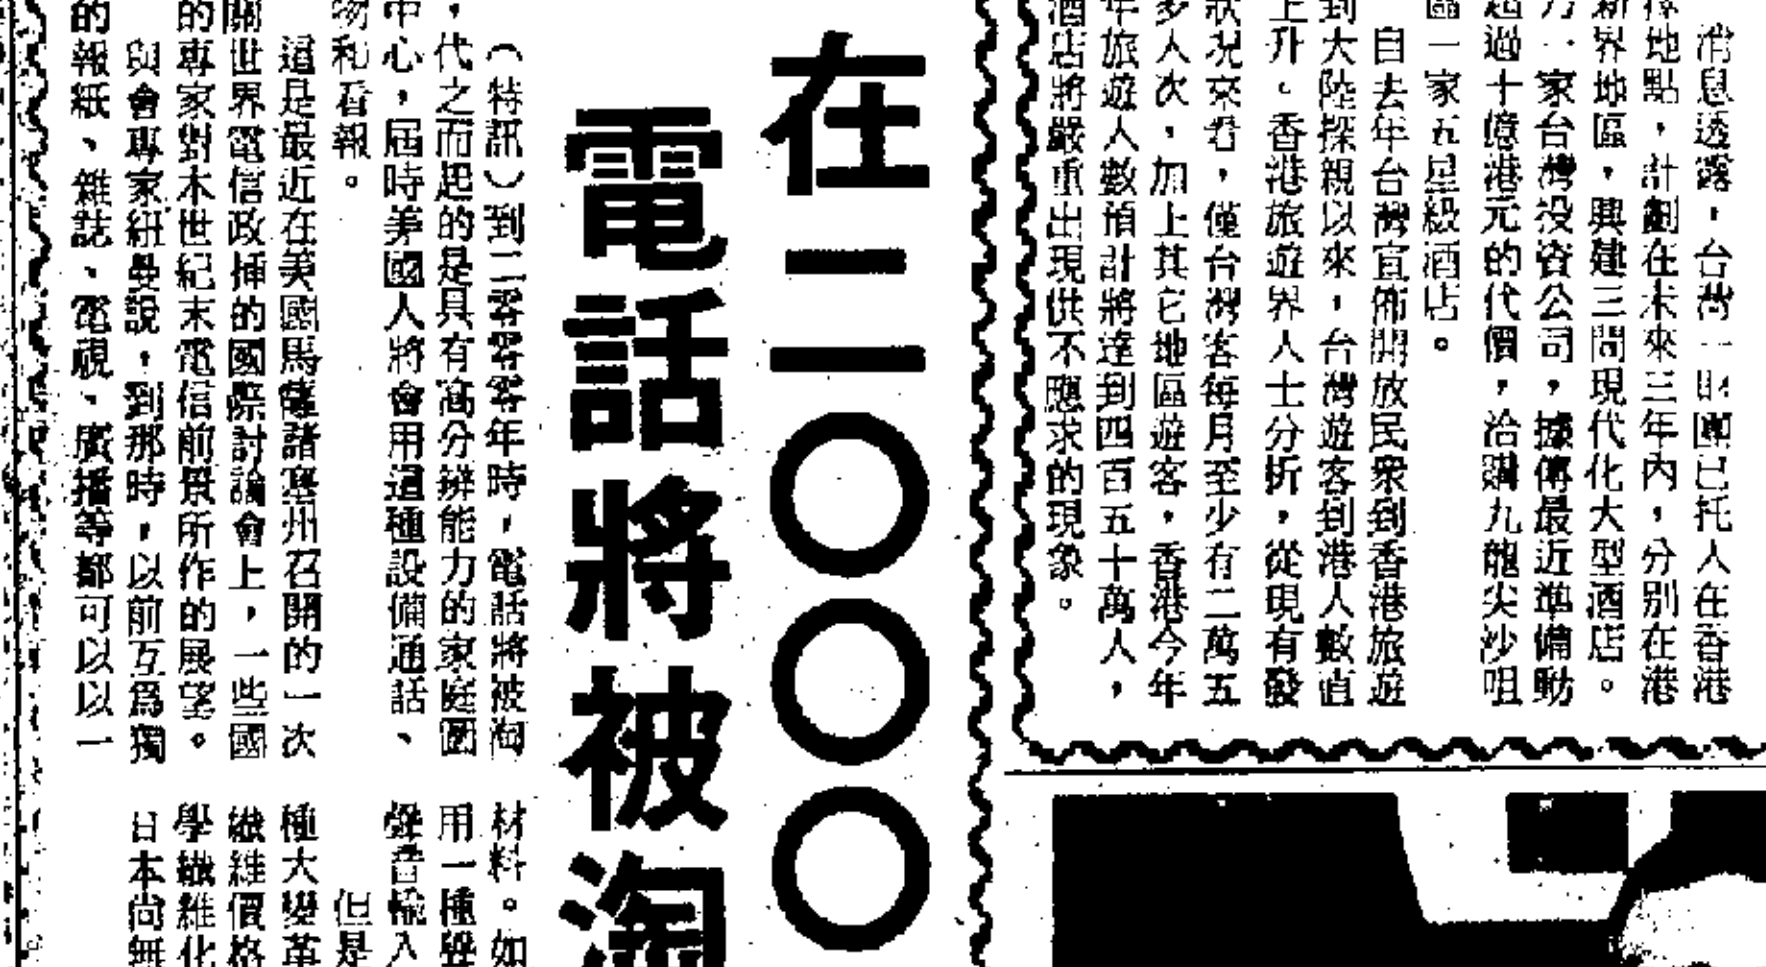 消息透露，台灣一財團已托人在香港
擇地點，計劃在未來三年內，分別在港
新界地區，興建三間現代化大型酒店。
力一家台灣投資公司，據傳最近準備動
超過十億港元的代價，洽購九龍尖沙咀
區一家五星級酒店。
自去年台灣宣佈開放民衆到香港旅遊
到大陸探親以來，台灣遊客到港人數直
上升。香港旅遊界人士分折，從現有發
狀况來看，僅台灣客每月至少有二萬五
多人次，加上其它地區遊客，香港今年
年旅遊人數預計將達到四百五十萬人，
酒店將嚴重出現供不應求的現象。
在二一〇〇〇
電話將被淘
（特訊）到二零零零年時，電話將被淘
，代之而起的是具有高分辨能力的家庭圖
中心，屆時美國人將會用這種設備通話、
物和看報。
這是最近在美國馬薩諸塞州召開的一次
關世界電信政揷的國際討論會上，一些國
的專家對本世紀末電信前景所作的展望。
與會專家紐曼說，到那時，以前互爲獨
的報紙、雜誌、電視、廣播等都可以以一
材料。如
用一種聲
聲音輸入
但是
種大變革
纖維價格
學纖維化
日本尚無